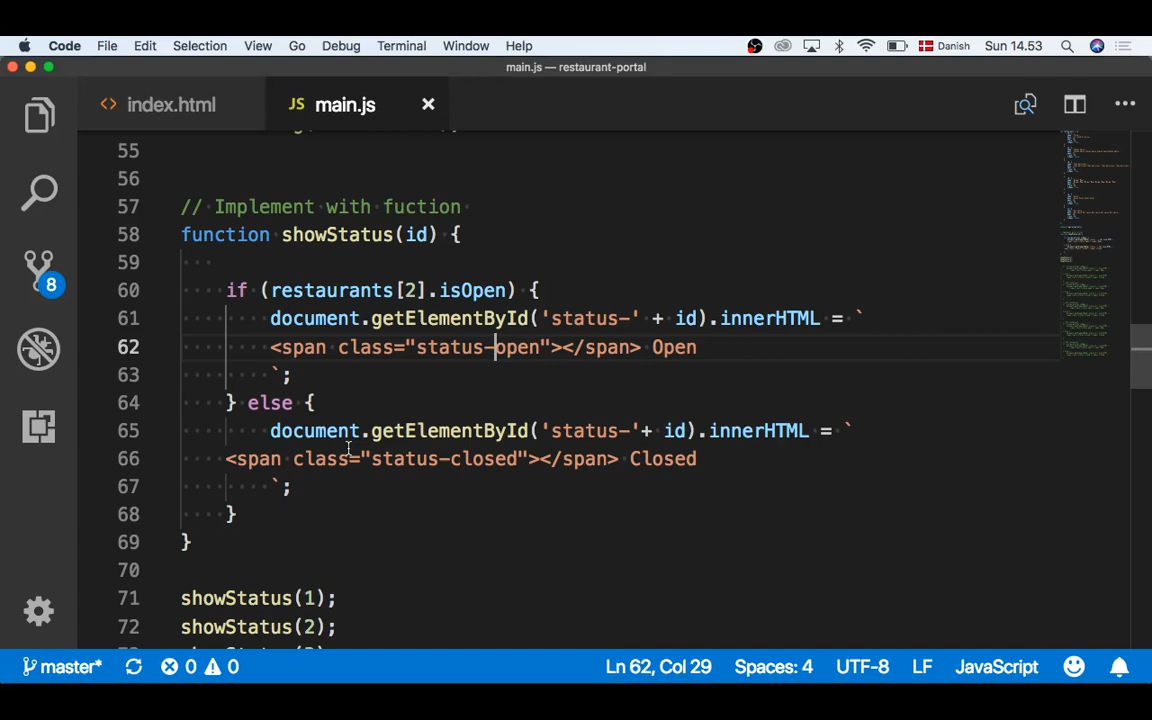 Code File Edit Selection View Go Debug Terminal Window Help Danish Sun 14.53
main.js — restaurant-portal
<> index.html JS main.js ×
55
56
57 // Implement with fuction
58 function showStatus(id) {
59
60 if (restaurants[2].isOpen) {
61 document.getElementById('status-' + id).innerHTML = `
62 <span class="status-open"></span> Open
63 `;
64 } else {
65 document.getElementById('status-'+ id).innerHTML = `
66 <span class="status-closed"></span> Closed
67 `;
68 }
69 }
70
71 showStatus(1);
72 showStatus(2);
8
master* 0 0 Ln 62, Col 29 Spaces: 4 UTF-8 LF JavaScript